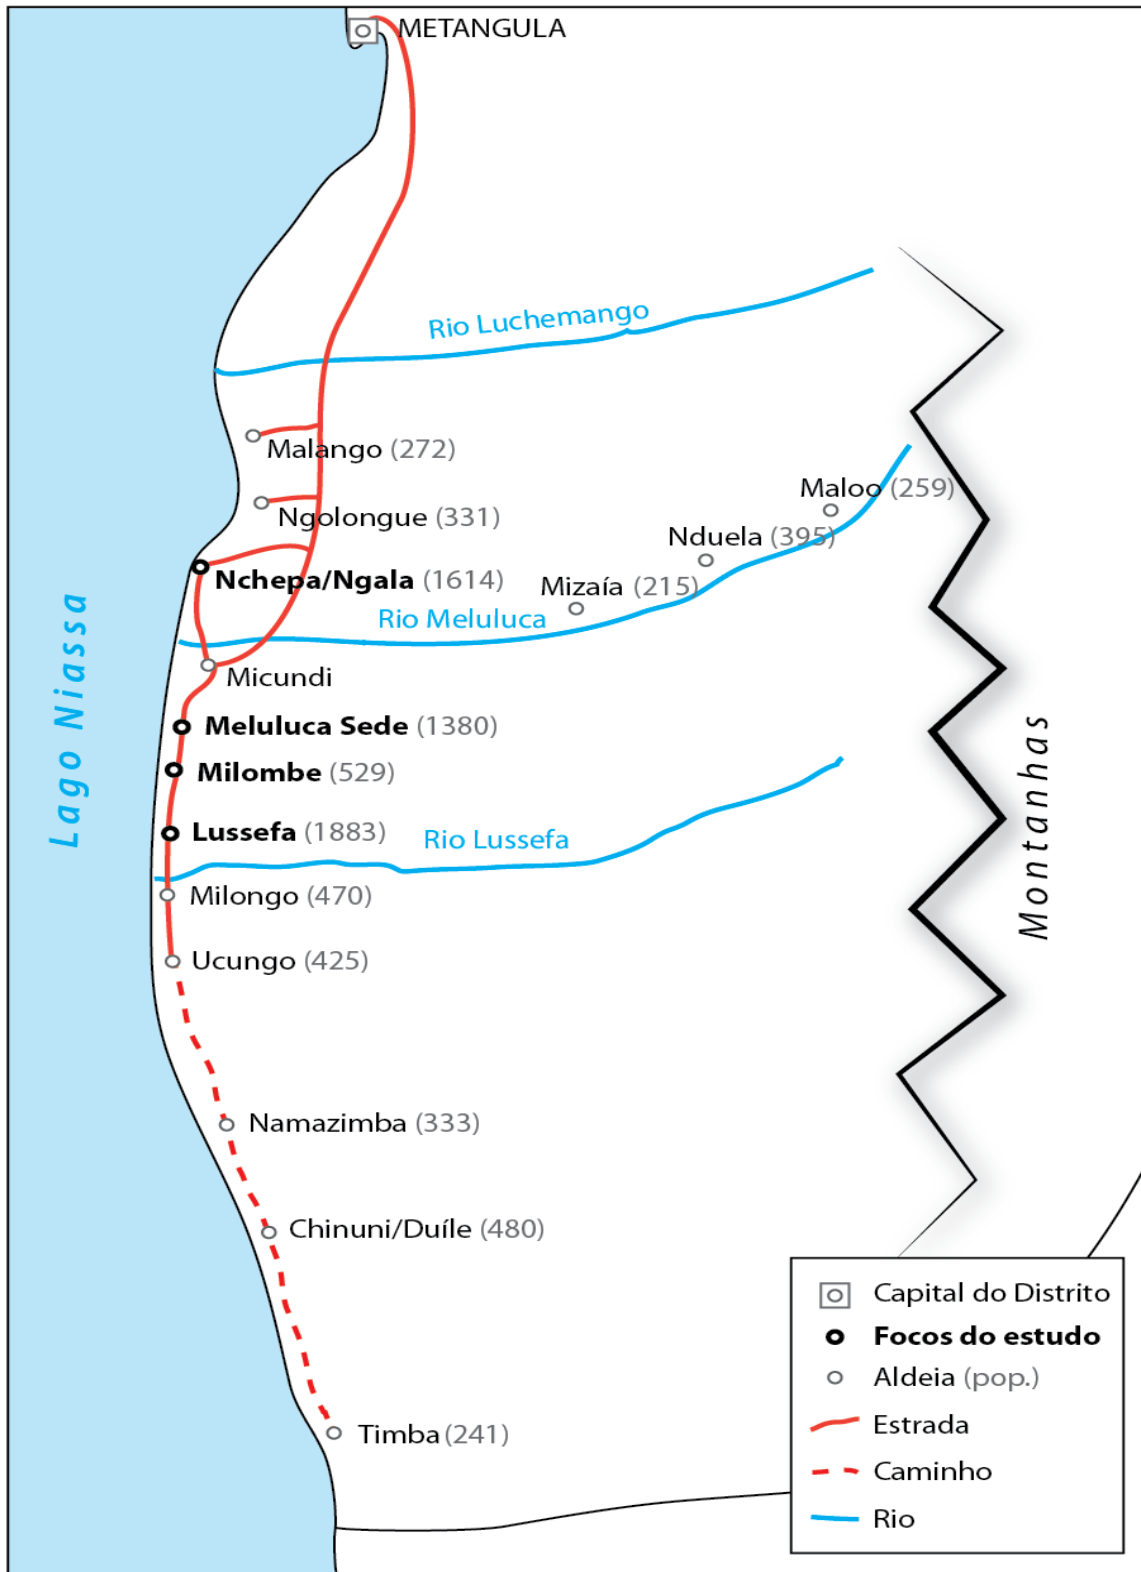 METANGULA
Rio Luchemango
Malango (272)
Maloo (259)
Ngolongue (331)
Nduela (395)
Nchepa/Ngala (1614)
Mizaía (215)
Rio Meluluca
Micundi
Lago Niassa
Meluluca Sede (1380)
Milombe (529)
Montanhas
Lussefa (1883)
Rio Lussefa
Milongo (470)
Ucungo (425)
Namazimba (333)
Chinuni/Duíle (480)
Timba (241)
Capital do Distrito
Focos do estudo
Aldeia (pop.)
Estrada
Caminho
Rio